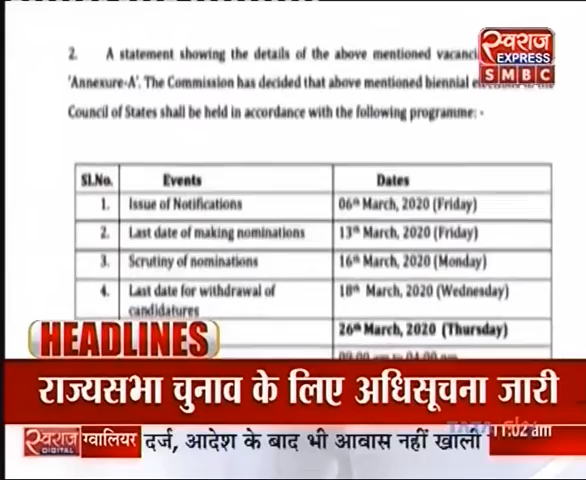 2. A statement showing the details of the above mentioned
'Annexure-A'. The Commission has decided that above mentioned biennial
Council of States shall be held in accordance with the following programme: -
स्वराज
EXPRESS
SMBC
Sl.No. Events Dates
1. Issue of Notifications 06th March, 2020 (Friday)
2. Last date of making nominations 13th March, 2020 (Friday)
3. Scrutiny of nominations 16th March, 2020 (Monday)
4. Last date for withdrawal of 18th March, 2020 (Wednesday)
candidatures
26th March, 2020 (Thursday)
HEADLINES
राज्यसभा चुनाव के लिए अधिसूचना जारी
11:02 am
स्वराज
DIGITAL
ग्वालियर दर्ज, आदेश के बाद भी आवास नहीं खाली